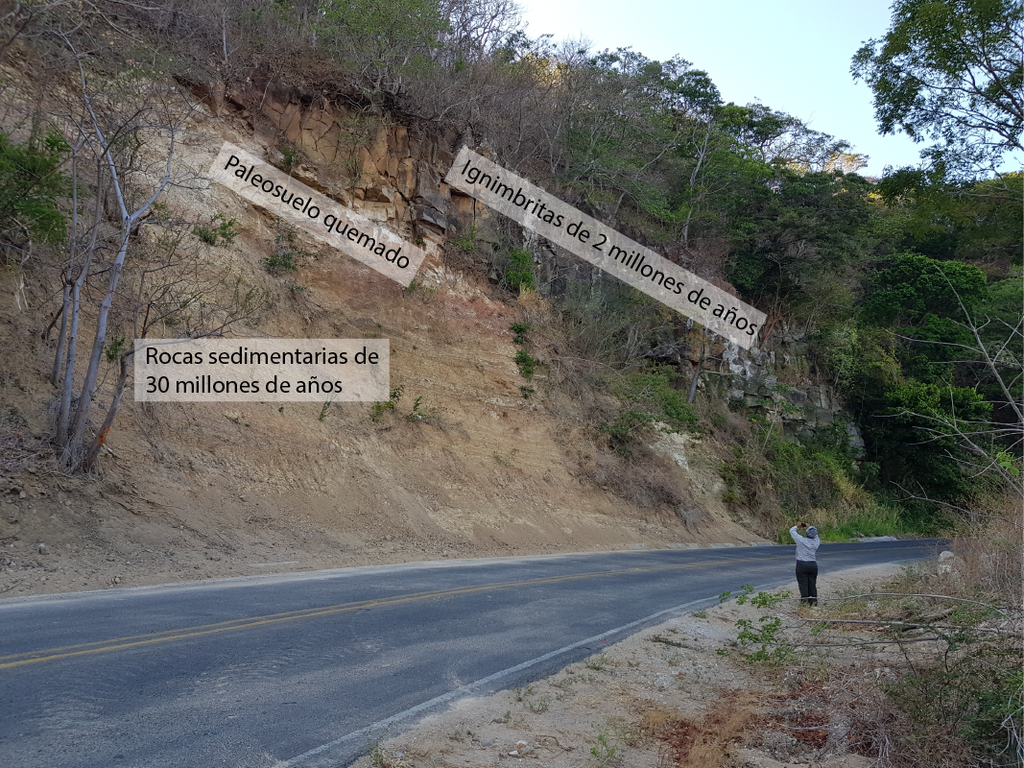 Paleosuelo quemado
Ignimbritas de 2 millones de años
Rocas sedimentarias de
30 millones de años